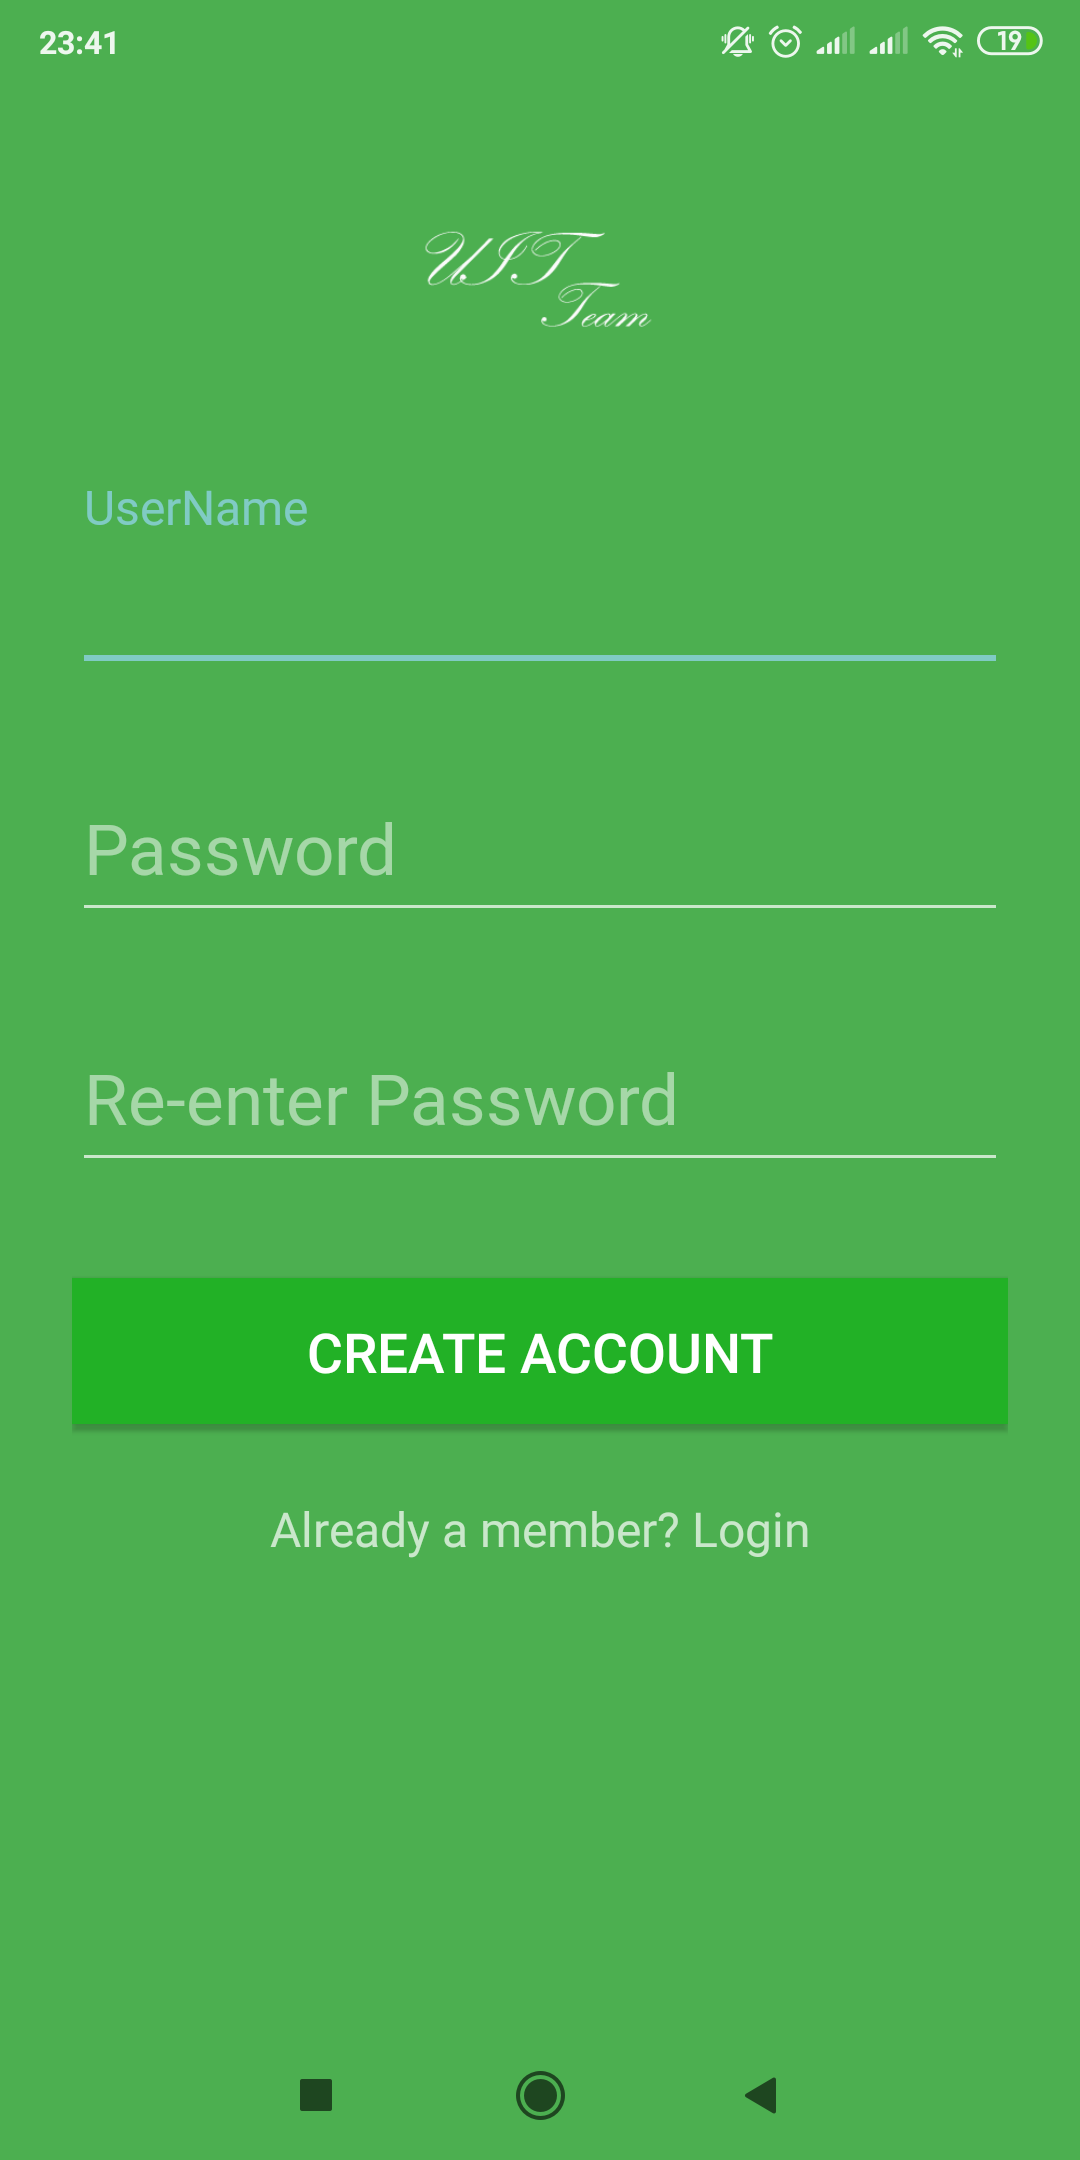 23:41
19
UIT
Team
UserName
Password
Re-enter Password
CREATE ACCOUNT
Already a member? Login